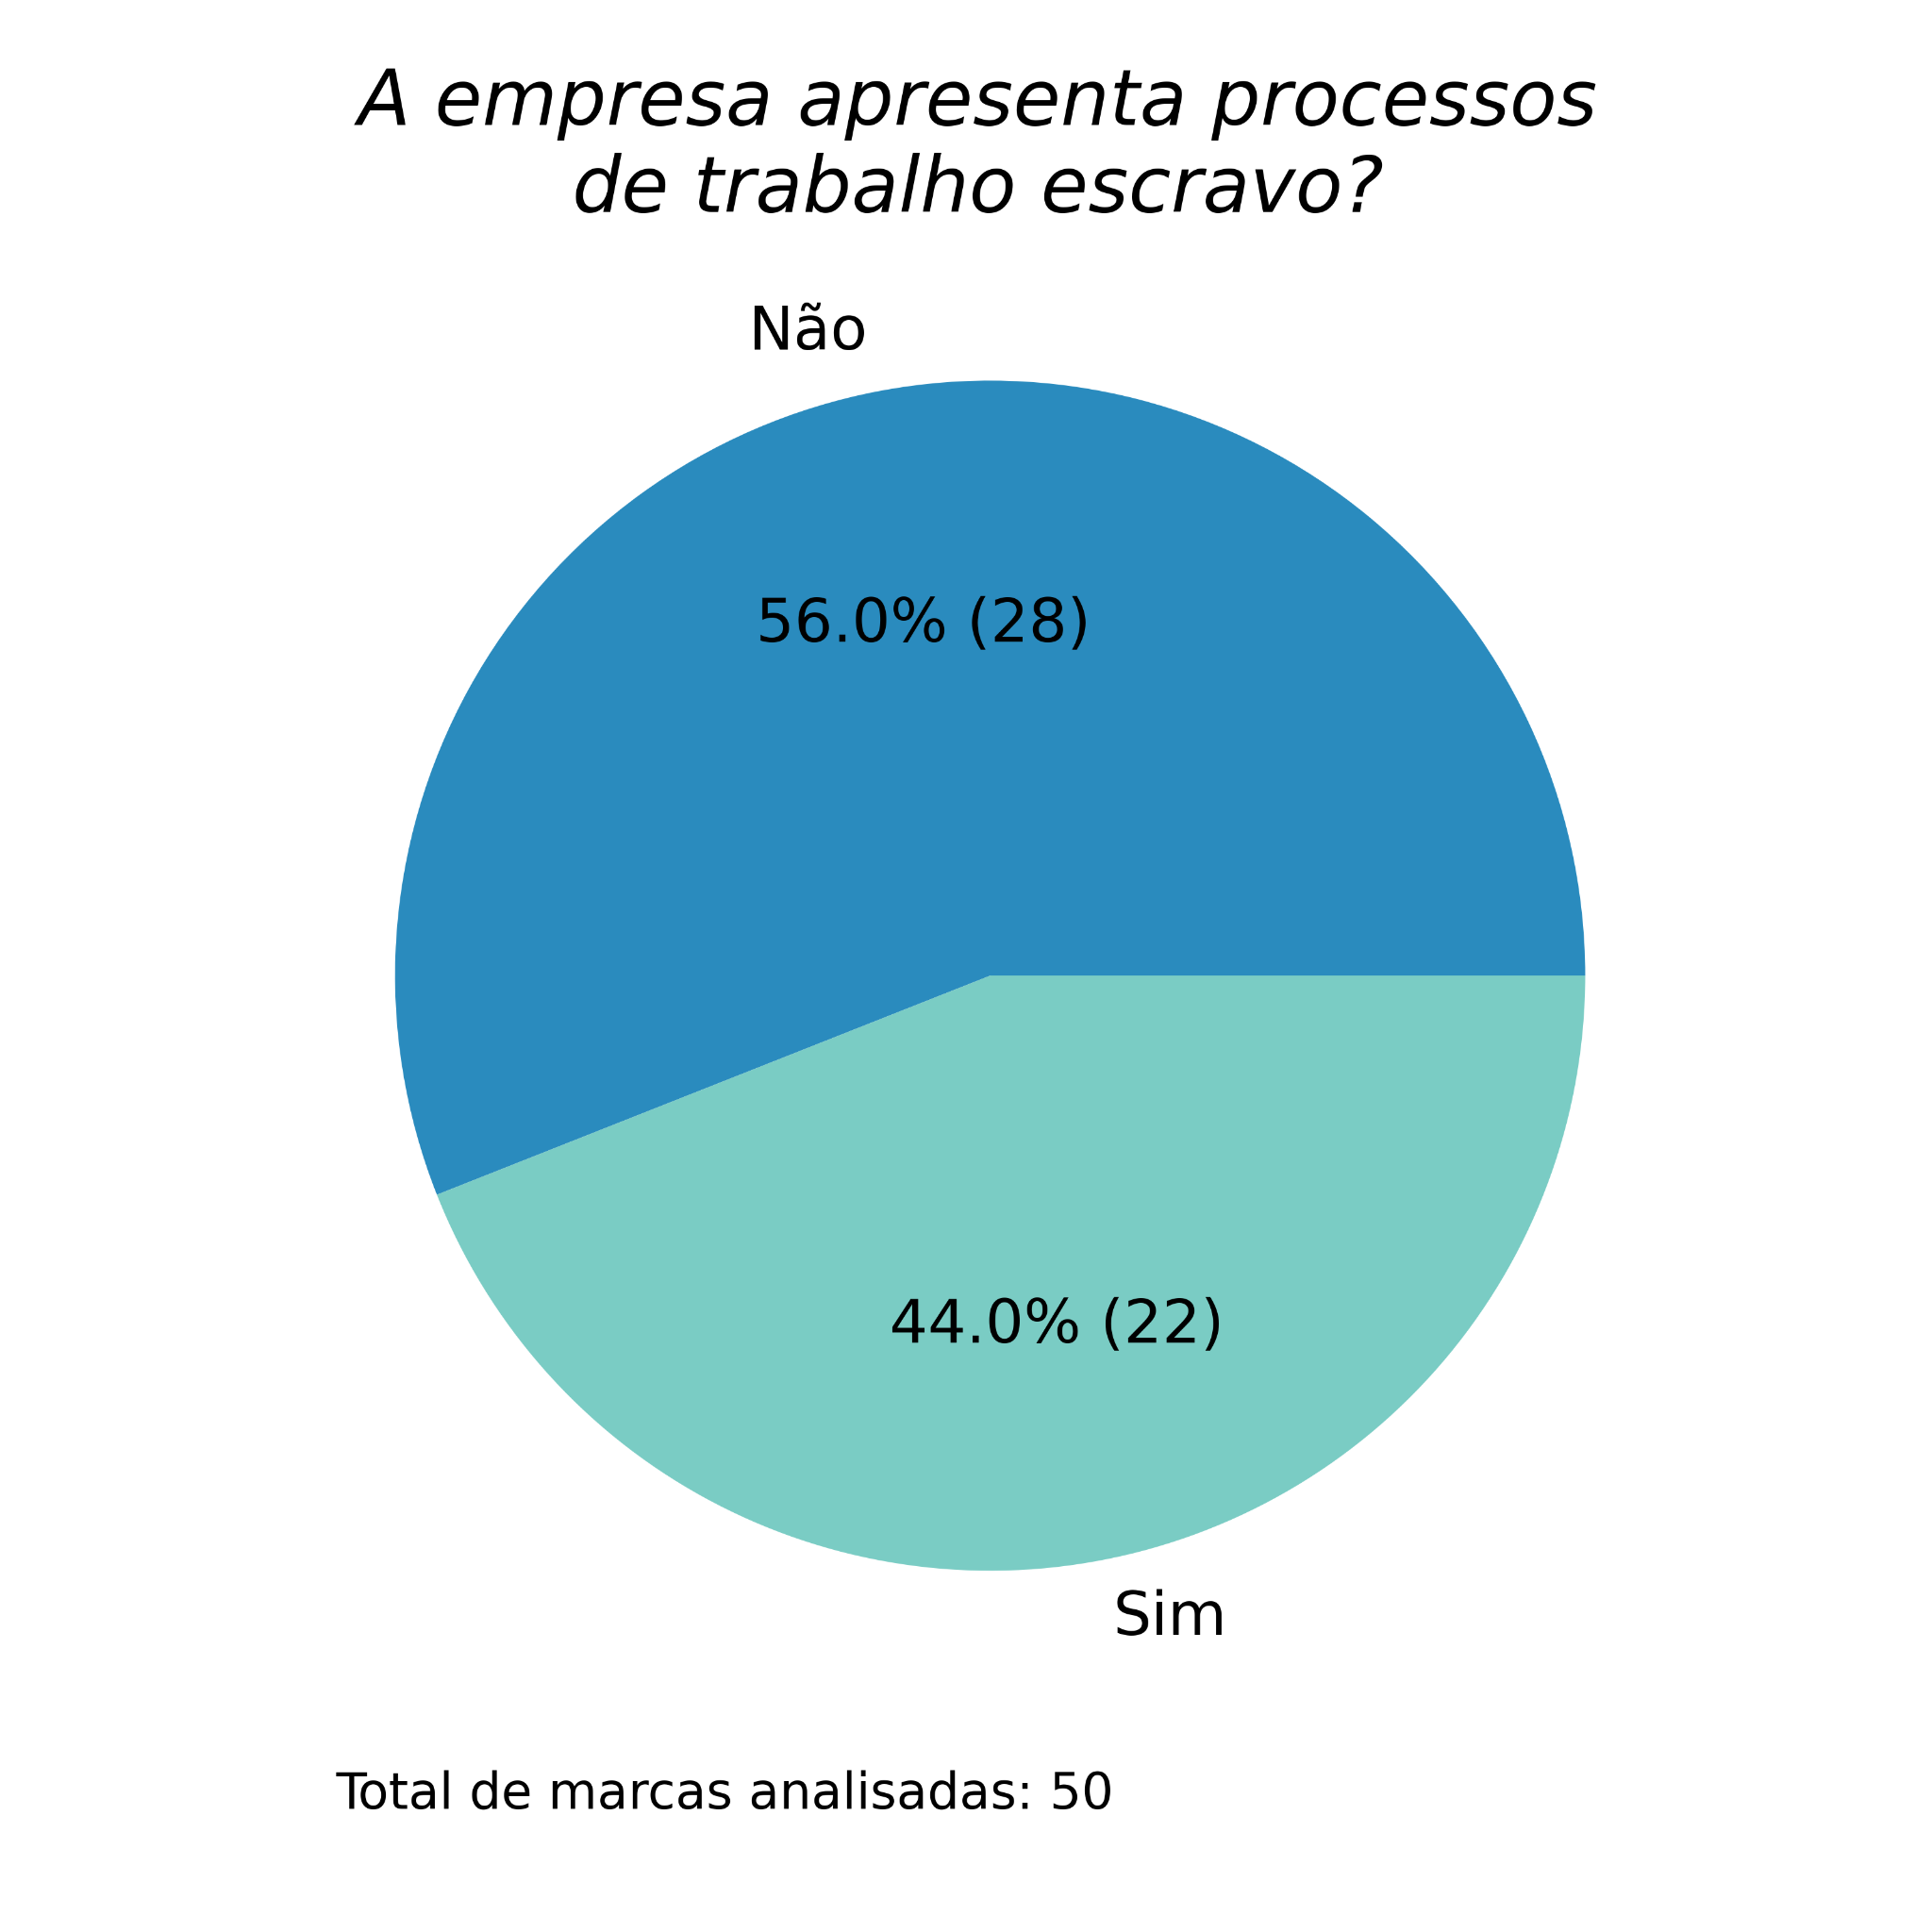 A empresa apresenta processos
de trabalho escravo?
Não
56.0% (28)
44.0% (22)
Sim
Total de marcas analisadas: 50